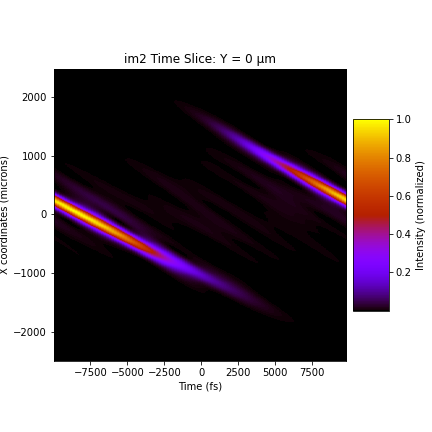 im2 Time Slice: Y = 0 μm
2000
1000
0
−1000
−2000
X coordinates (microns)
−7500 −5000 −2500 0 2500 5000 7500
Time (fs)
1.0
0.8
0.6
0.4
0.2
Intensity (normalized)